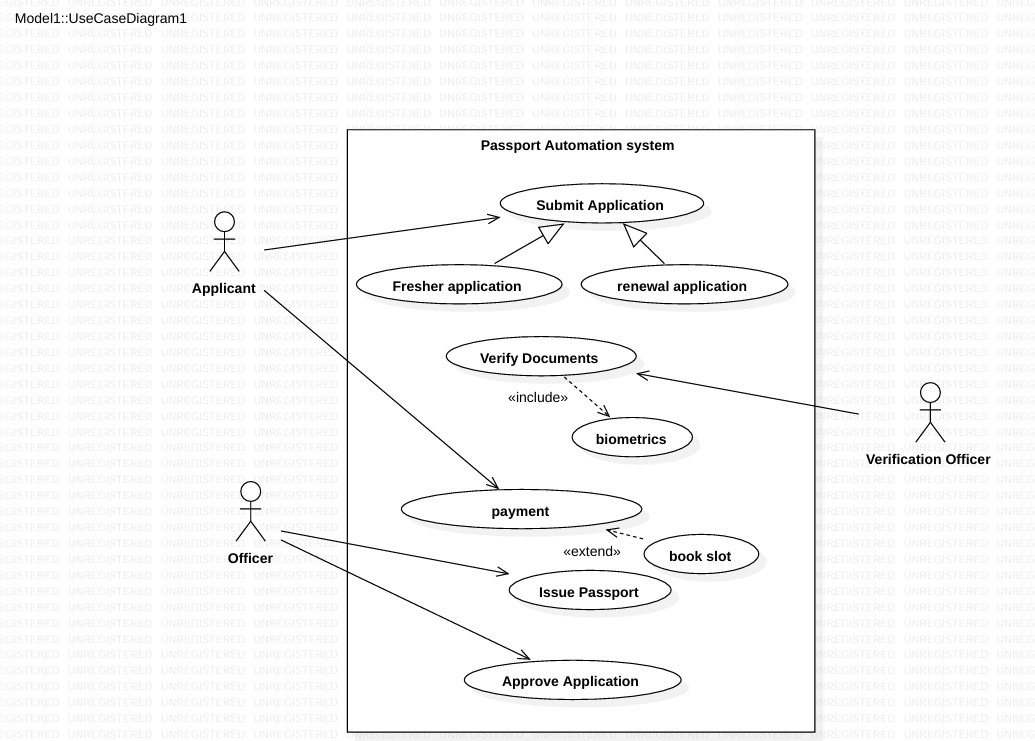 Model1::UseCaseDiagram1
Passport Automation system
Submit Application
Fresher application
renewal application
Applicant
Verify Documents
«include»
biometrics
Verification Officer
payment
Officer
«extend»
book slot
Issue Passport
Approve Application
UNREGISTERED